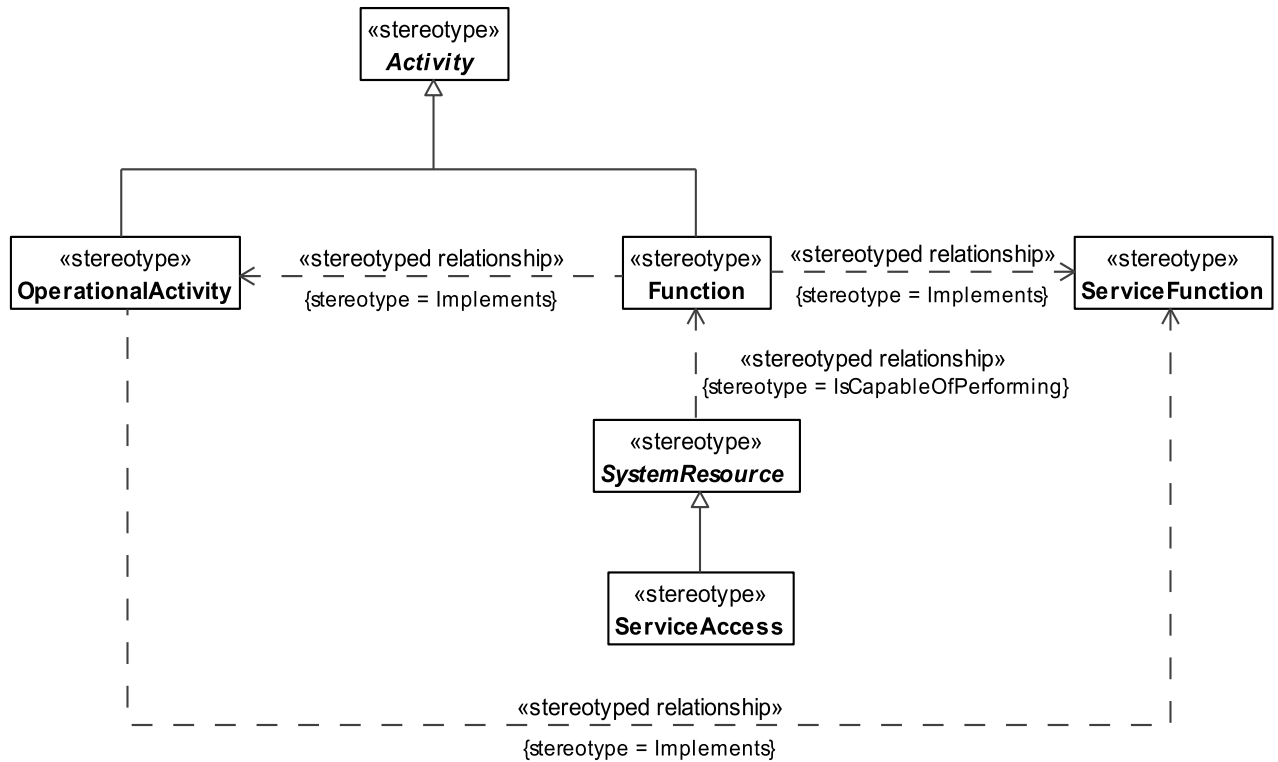 «stereotype»
Activity
«stereotype»
OperationalActivity
«stereotyped relationship»
{stereotype = Implements}
«stereotype»
Function
«stereotyped relationship»
{stereotype = Implements}
«stereotype»
ServiceFunction
«stereotyped relationship»
{stereotype = IsCapableOfPerforming}
«stereotype»
SystemResource
«stereotype»
ServiceAccess
«stereotyped relationship»
{stereotype = Implements}